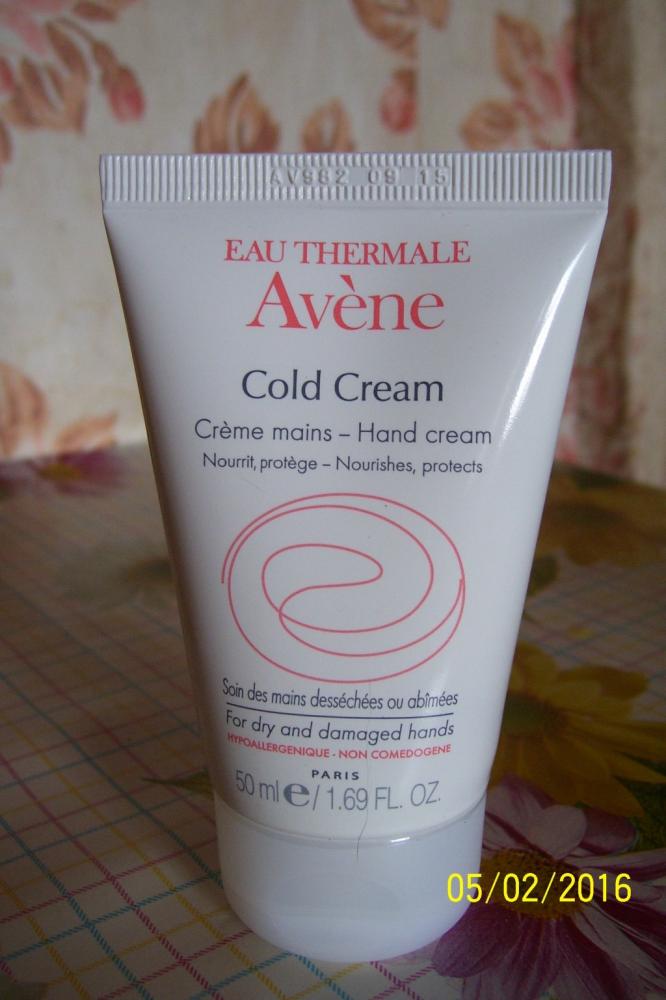 AV982 09 15
EAU THERMALE
Avène
Cold Cream
Crème mains – Hand cream
Nourrit, protège – Nourishes, protects
Soin des mains desséchées ou abîmées
For dry and damaged hands
HYPOALLERGENIQUE - NON COMEDOGENE
PARIS
50 ml e / 1.69 FL. OZ.
05/02/2016